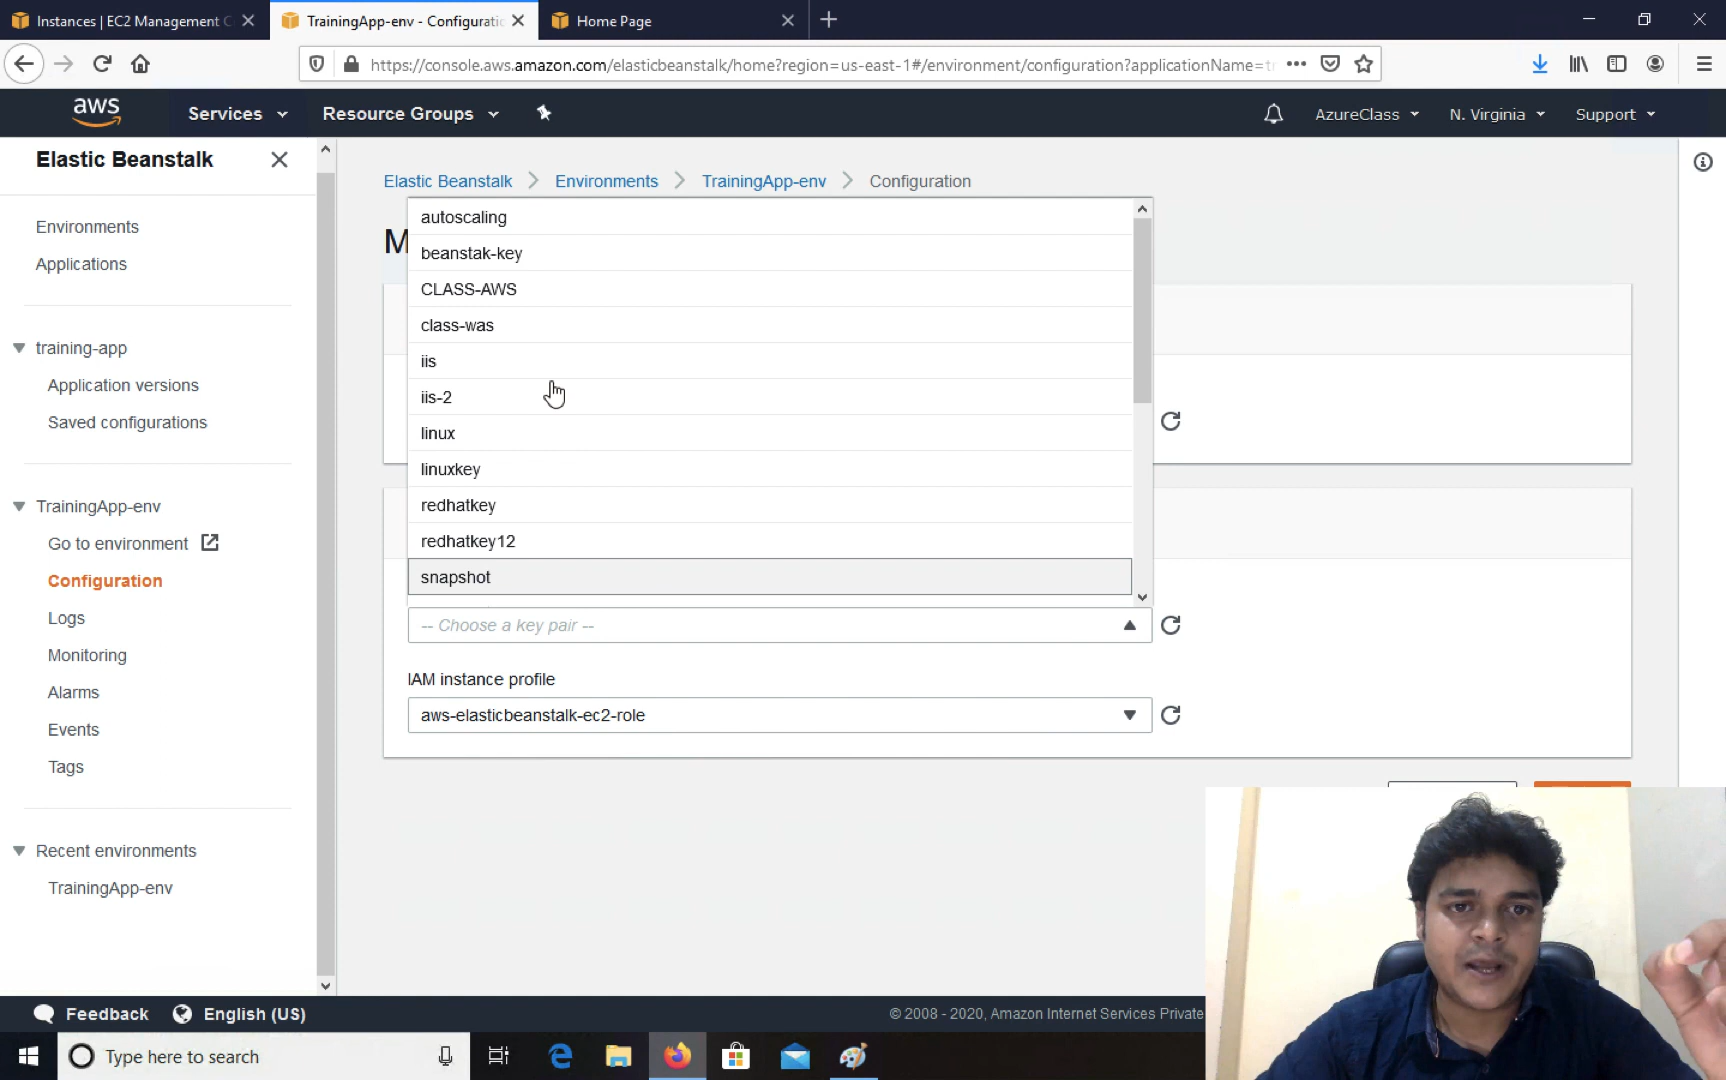 Instances | EC2 Management C
TrainingApp-env - Configuratic
Home Page
https://console.aws.amazon.com/elasticbeanstalk/home?region=us-east-1#/environment/configuration?applicationName=t
aws
Services
Resource Groups
AzureClass
N. Virginia
Support
Elastic Beanstalk
Environments
Applications
training-app
Application versions
Saved configurations
TrainingApp-env
Go to environment
Configuration
Logs
Monitoring
Alarms
Events
Tags
Recent environments
TrainingApp-env
Elastic Beanstalk
Environments
TrainingApp-env
Configuration
M
autoscaling
beanstak-key
CLASS-AWS
class-was
iis
iis-2
linux
linuxkey
redhatkey
redhatkey12
snapshot
-- Choose a key pair --
IAM instance profile
aws-elasticbeanstalk-ec2-role
Feedback
English (US)
© 2008 - 2020, Amazon Internet Services Private
Type here to search